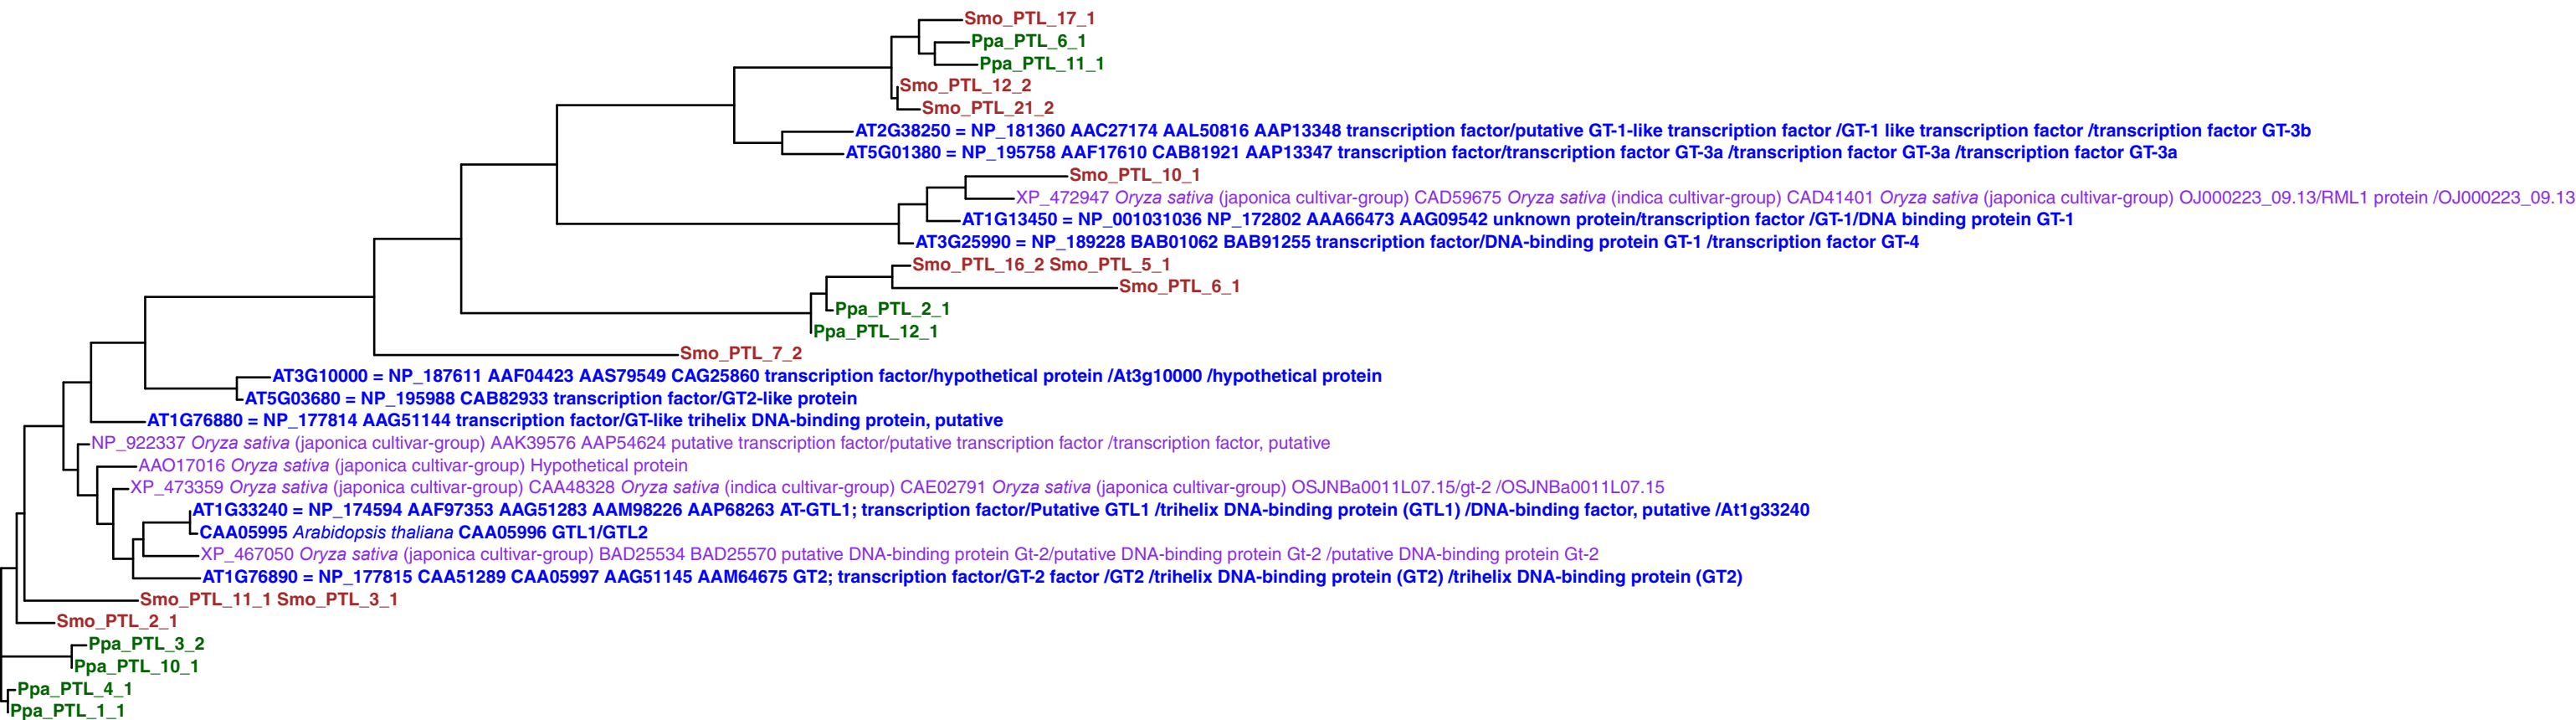 Smo_PTL_17_1
Ppa_PTL_6_1
Ppa_PTL_11_1
Smo_PTL_12_2
Smo_PTL_21_2
AT2G38250 = NP_181360 AAC27174 AAL50816 AAP13348 transcription factor/putative GT-1-like transcription factor /GT-1 like transcription factor /transcription factor GT-3b
AT5G01380 = NP_195758 AAF17610 CAB81921 AAP13347 transcription factor/transcription factor GT-3a /transcription factor GT-3a /transcription factor GT-3a
Smo_PTL_10_1
XP_472947 Oryza sativa (japonica cultivar-group) CAD59675 Oryza sativa (indica cultivar-group) CAD41401 Oryza sativa (japonica cultivar-group) OJ000223_09.13/RML1 protein /OJ000223_09.13
AT1G13450 = NP_001031036 NP_172802 AAA66473 AAG09542 unknown protein/transcription factor /GT-1/DNA binding protein GT-1
AT3G25990 = NP_189228 BAB01062 BAB91255 transcription factor/DNA-binding protein GT-1 /transcription factor GT-4
Smo_PTL_16_2 Smo_PTL_5_1
Smo_PTL_6_1
Ppa_PTL_2_1
Ppa_PTL_12_1
Smo_PTL_7_2
AT3G10000 = NP_187611 AAF04423 AAS79549 CAG25860 transcription factor/hypothetical protein /At3g10000 /hypothetical protein
AT5G03680 = NP_195988 CAB82933 transcription factor/GT2-like protein
AT1G76880 = NP_177814 AAG51144 transcription factor/GT-like trihelix DNA-binding protein, putative
NP_922337 Oryza sativa (japonica cultivar-group) AAK39576 AAP54624 putative transcription factor/putative transcription factor /transcription factor, putative
AAO17016 Oryza sativa (japonica cultivar-group) Hypothetical protein
XP_473359 Oryza sativa (japonica cultivar-group) CAA48328 Oryza sativa (indica cultivar-group) CAE02791 Oryza sativa (japonica cultivar-group) OSJNBa0011L07.15/gt-2 /OSJNBa0011L07.15
AT1G33240 = NP_174594 AAF97353 AAG51283 AAM98226 AAP68263 AT-GTL1; transcription factor/Putative GTL1 /trihelix DNA-binding protein (GTL1) /DNA-binding factor, putative /At1g33240
CAA05995 Arabidopsis thaliana CAA05996 GTL1/GTL2
XP_467050 Oryza sativa (japonica cultivar-group) BAD25534 BAD25570 putative DNA-binding protein Gt-2/putative DNA-binding protein Gt-2 /putative DNA-binding protein Gt-2
AT1G76890 = NP_177815 CAA51289 CAA05997 AAG51145 AAM64675 GT2; transcription factor/GT-2 factor /GT2 /trihelix DNA-binding protein (GT2) /trihelix DNA-binding protein (GT2)
Smo_PTL_11_1 Smo_PTL_3_1
Smo_PTL_2_1
Ppa_PTL_3_2
Ppa_PTL_10_1
Ppa_PTL_4_1
Ppa_PTL_1_1